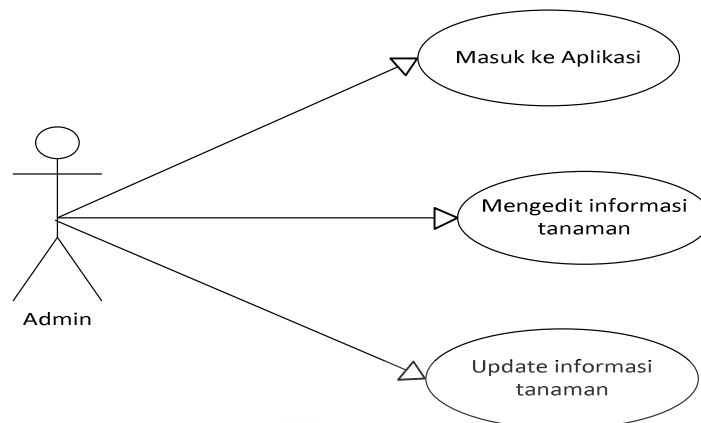 Masuk ke Aplikasi
Mengedit informasi
tanaman
Admin
Update informasi
tanaman